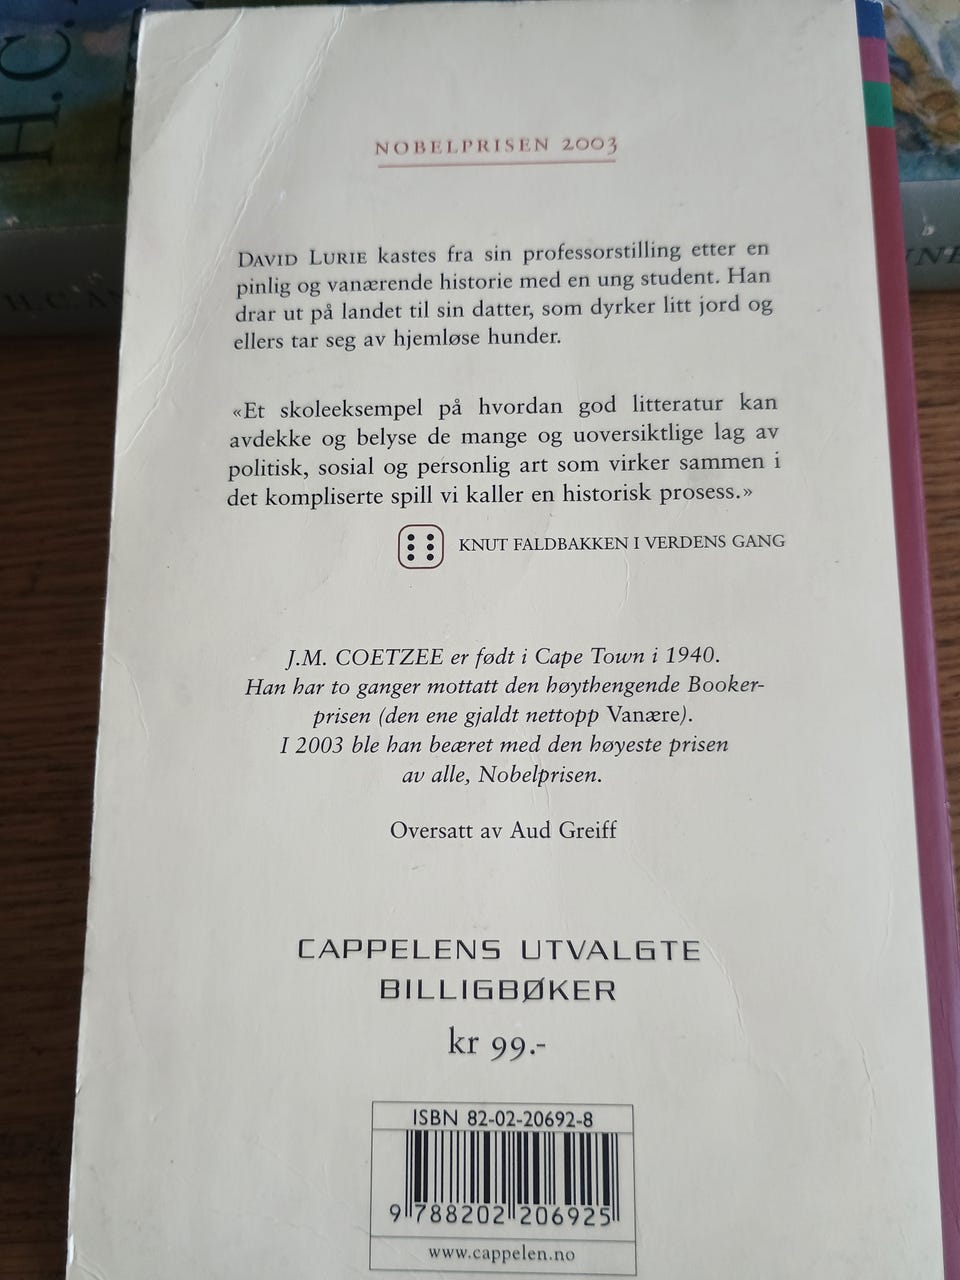 H.C.
H.C. AN
NOBELPRISEN 2003
DAVID LURIE kastes fra sin professorstilling etter en
pinlig og vanærende historie med en ung student. Han
drar ut på landet til sin datter, som dyrker litt jord og
ellers tar seg av hjemløse hunder.
«Et skoleeksempel på hvordan god litteratur kan
avdekke og belyse de mange og uoversiktlige lag av
politisk, sosial og personlig art som virker sammen i
det kompliserte spill vi kaller en historisk prosess.»
KNUT FALDBAKKEN I VERDENS GANG
J.M. COETZEE er født i Cape Town i 1940.
Han har to ganger mottatt den høythengende Booker-
prisen (den ene gjaldt nettopp Vanære).
I 2003 ble han beæret med den høyeste prisen
av alle, Nobelprisen.
Oversatt av Aud Greiff
CAPPELENS UTVALGTE
BILLIGBØKER
kr 99.-
ISBN 82-02-20692-8
9 788202 206925
www.cappelen.no